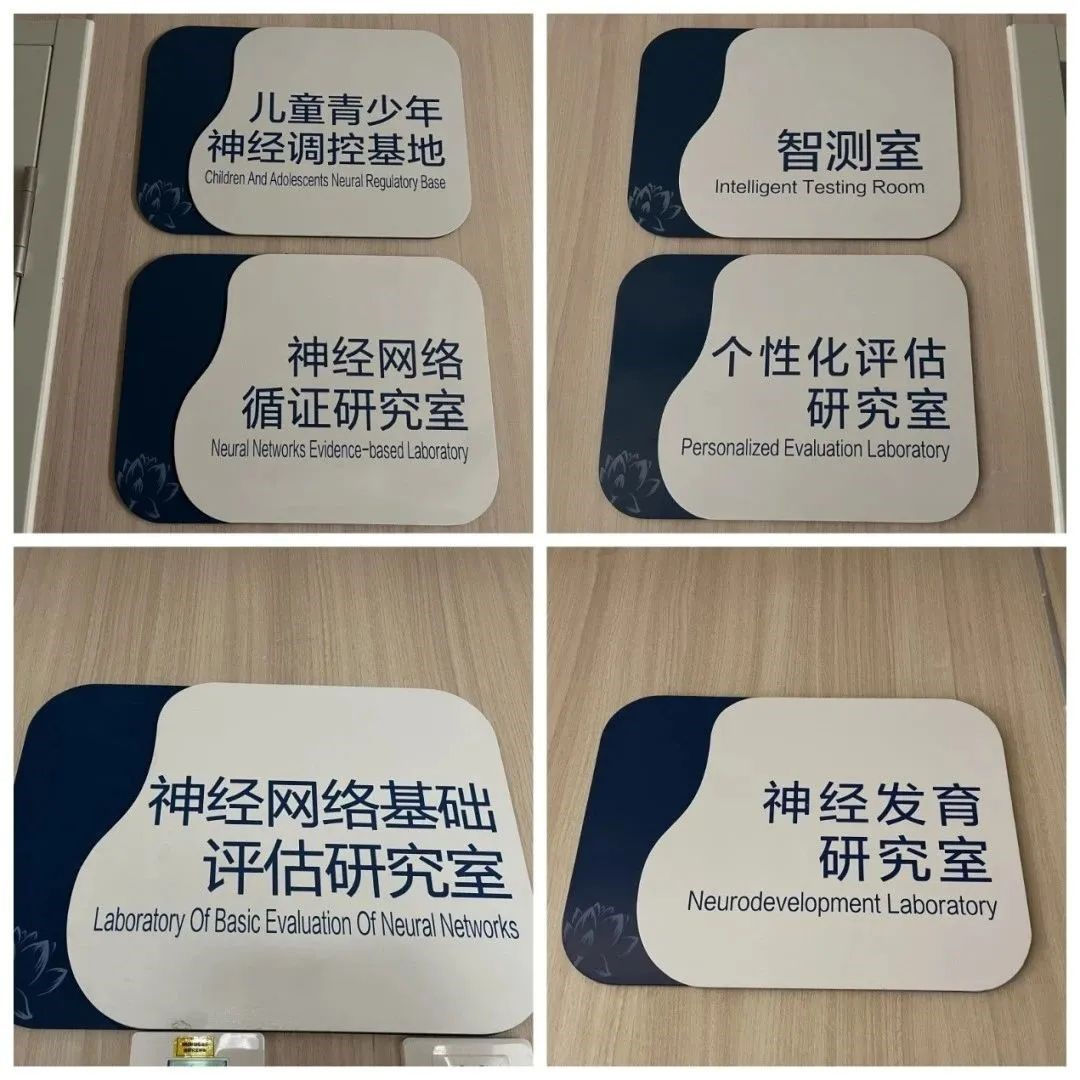 儿童青少年
神经调控基地
Children And Adolescents Neural Regulatory Base
神经网络
循证研究室
Neural Networks Evidence-based Laboratory
智测室
Intelligent Testing Room
个性化评估
研究室
Personalized Evaluation Laboratory
神经网络基础
评估研究室
Laboratory Of Basic Evaluation Of Neural Networks
神经发育
研究室
Neurodevelopment Laboratory